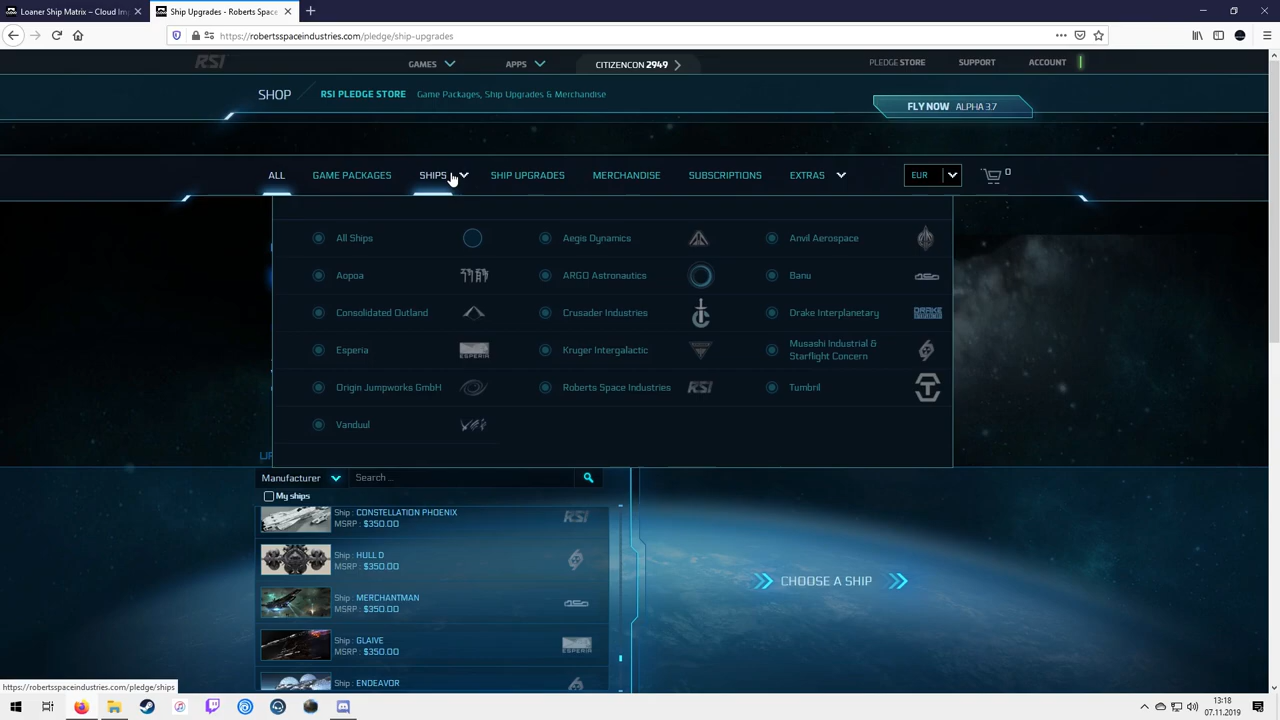 Loaner Ship Matrix – Cloud Im
Ship Upgrades - Roberts Space
https://robertsspaceindustries.com/pledge/ship-upgrades
RSI
GAMES
APPS
CITIZENCON 2949
PLEDGE STORE
SUPPORT
ACCOUNT
SHOP
RSI PLEDGE STORE
Game Packages, Ship Upgrades & Merchandise
FLY NOW ALPHA 3.7
ALL
GAME PACKAGES
SHIPS
SHIP UPGRADES
MERCHANDISE
SUBSCRIPTIONS
EXTRAS
EUR
0
All Ships
Aegis Dynamics
Anvil Aerospace
Aopoa
ARGO Astronautics
Banu
Consolidated Outland
Crusader Industries
Drake Interplanetary
DRAKE
Esperia
ESPERIA
Kruger Intergalactic
Musashi Industrial &
Starflight Concern
Origin Jumpworks GmbH
Roberts Space Industries
RSI
Tumbril
Vanduul
Manufacturer
Search ...
My ships
Ship : CONSTELLATION PHOENIX
MSRP : $350.00
RSI
Ship : HULL D
MSRP : $350.00
Ship : MERCHANTMAN
MSRP : $350.00
Ship : GLAIVE
MSRP : $350.00
ESPERIA
Ship : ENDEAVOR
CHOOSE A SHIP
https://robertsspaceindustries.com/pledge/ships
13:18
07.11.2019